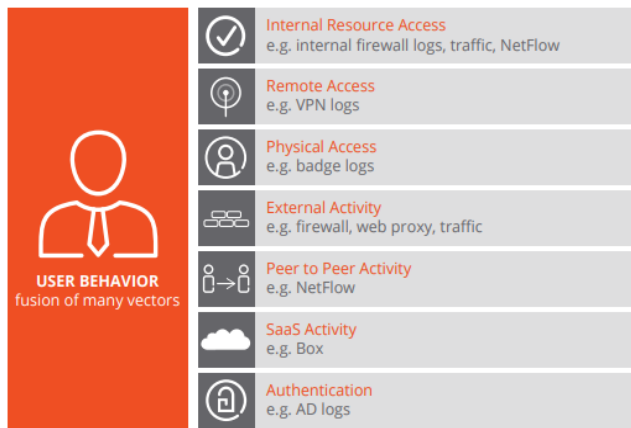 USER BEHAVIOR
fusion of many vectors
Internal Resource Access
e.g. internal firewall logs, traffic, NetFlow
Remote Access
e.g. VPN logs
Physical Access
e.g. badge logs
External Activity
e.g. firewall, web proxy, traffic
Peer to Peer Activity
e.g. NetFlow
SaaS Activity
e.g. Box
Authentication
e.g. AD logs